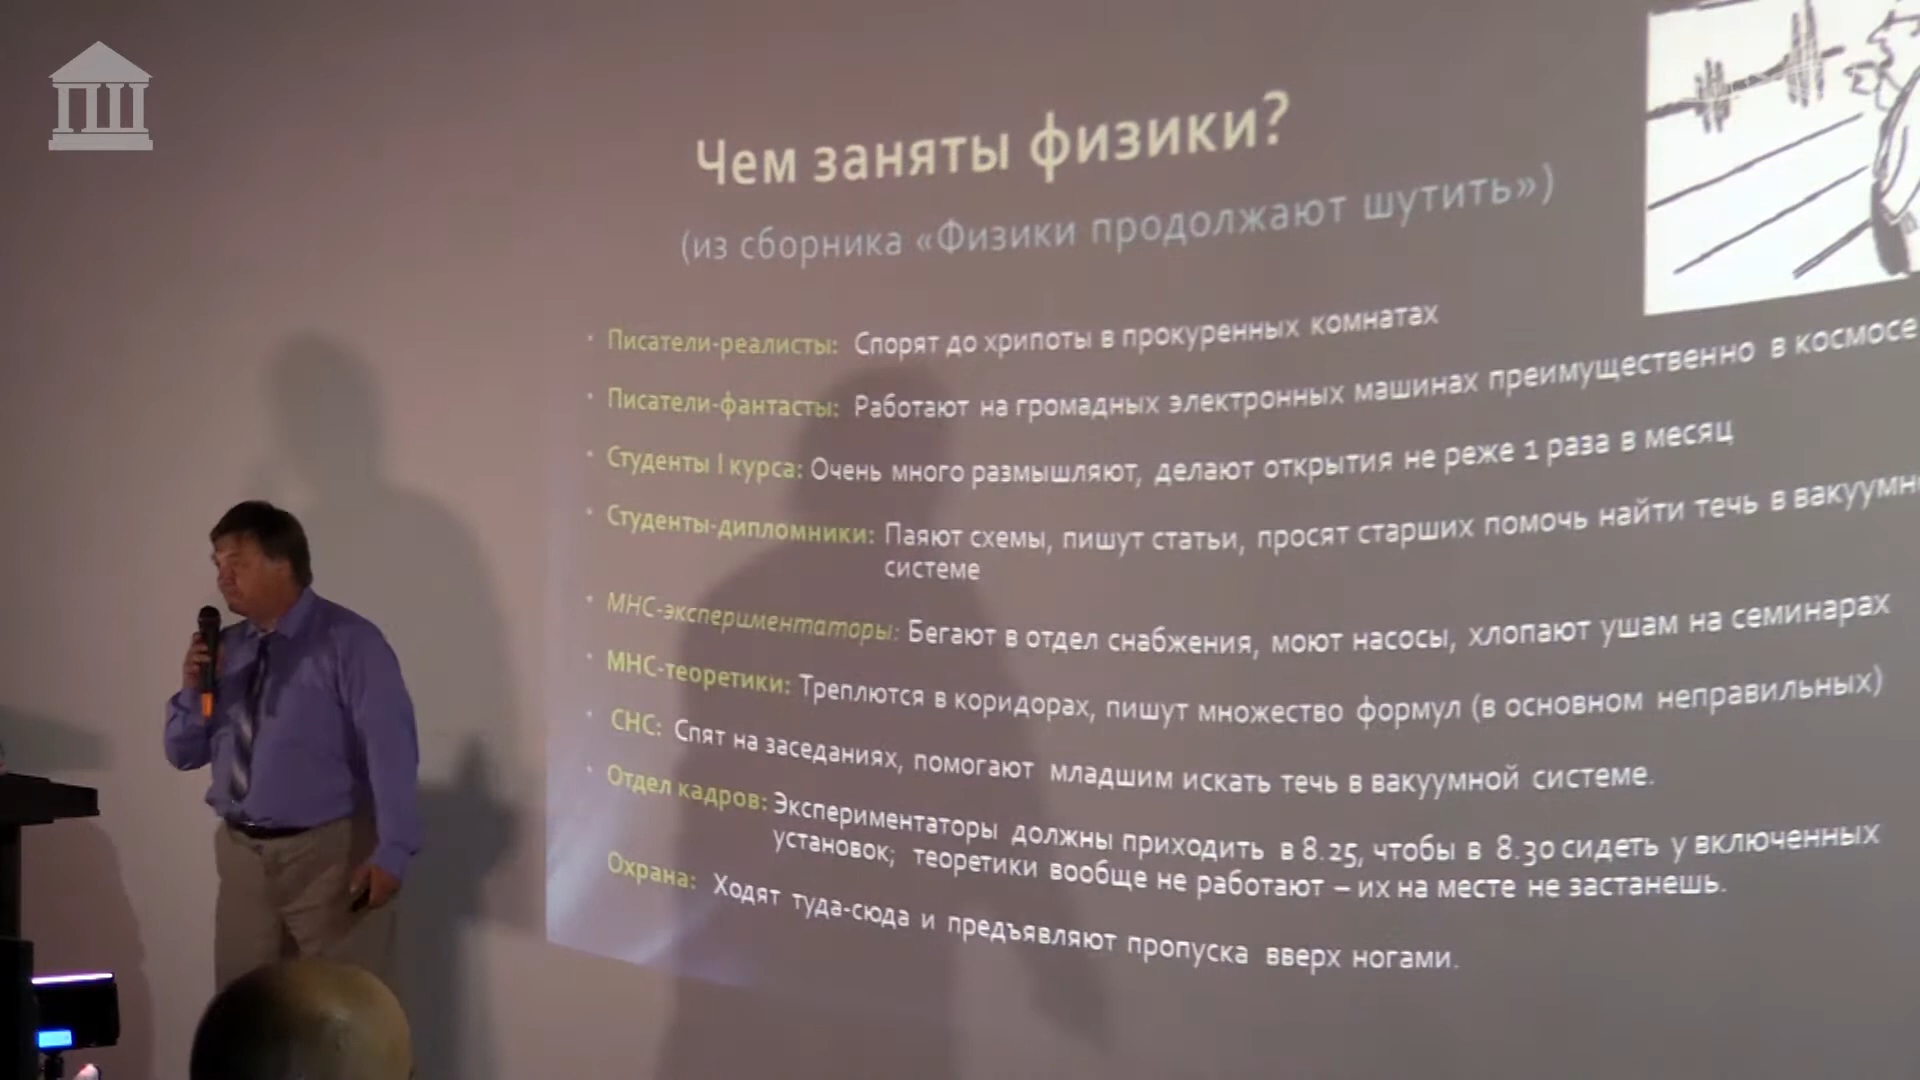 Чем заняты физики?
(из сборника «Физики продолжают шутить»)
Писатели-реалисты: Спорят до хрипоты в прокуренных комнатах
Писатели-фантасты: Работают на громадных электронных машинах преимущественно в космосе
Студенты I курса: Очень много размышляют, делают открытия не реже 1 раза в месяц
Студенты-дипломники: Паяют схемы, пишут статьи, просят старших помочь найти течь в
системе
МНС-экспериментаторы: Бегают в отдел снабжения, моют насосы, хлопают ушам на семинарах
МНС-теоретики: Треплются в коридорах, пишут множество формул (в основном неправильных)
СНС: Спят на заседаниях, помогают младшим искать течь в вакуумной системе.
Отдел кадров: Экспериментаторы должны приходить в 8.25, чтобы в 8.30 сидеть у включенных
установок; теоретики вообще не работают – их на месте не застанешь.
Охрана: Ходят туда-сюда и предъявляют пропуска вверх ногами.